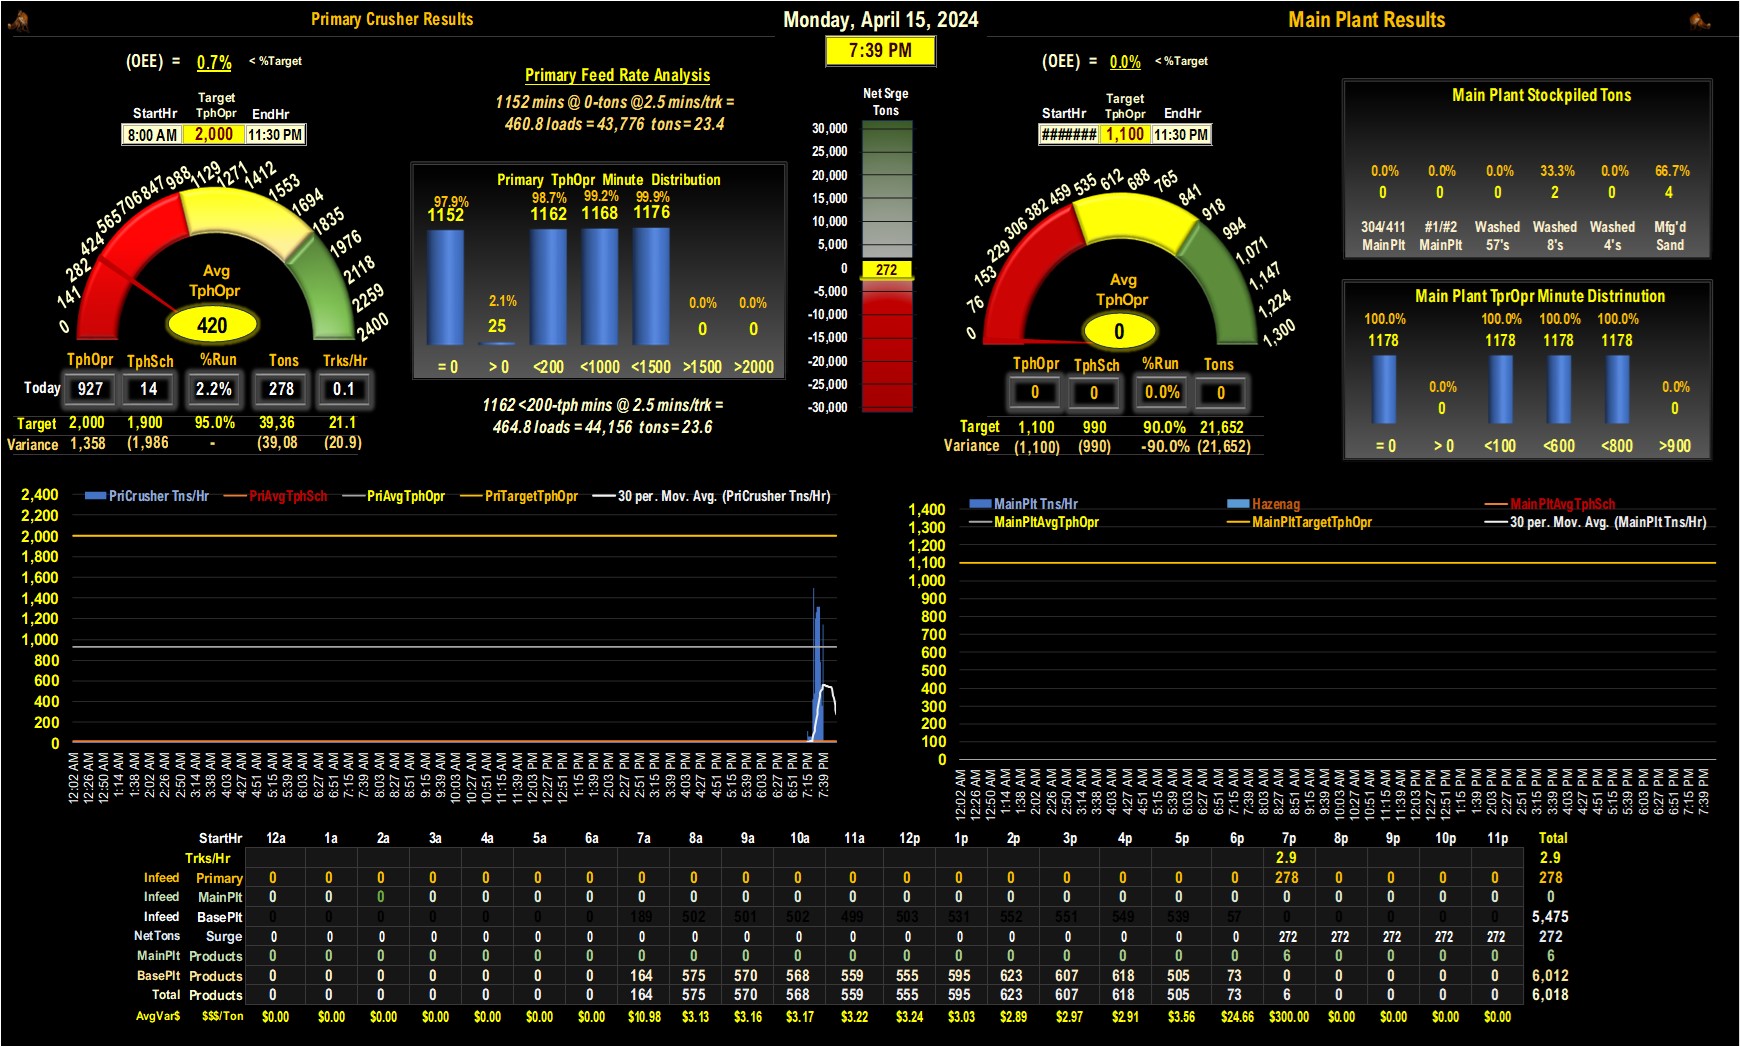 Primary Crusher Results
Monday, April 15, 2024
Main Plant Results
7:39 PM
(OEE) = 0.7% < %Target
StartHr Target TphOpr EndHr
8:00 AM 2,000 11:30 PM
0 141 282 424 565 706 847 988 1129 1271 1412 1553 1694 1835 1976 2118 2259 2400
Avg
TphOpr
420
TphOpr TphSch %Run Tons Trks/Hr
Today 927 14 2.2% 278 0.1
Target 2,000 1,900 95.0% 39,36 21.1
Variance 1,358 (1,986 - (39,08 (20.9)
Primary Feed Rate Analysis
1152 mins @ 0-tons @2.5 mins/trk =
460.8 loads = 43,776 tons = 23.4
Primary TphOpr Minute Distribution
97.9% 2.1% 98.7% 99.2% 99.9% 0.0% 0.0%
1152 25 1162 1168 1176 0 0
= 0 > 0 <200 <1000 <1500 >1500 >2000
1162 <200-tph mins @ 2.5 mins/trk =
464.8 loads = 44,156 tons = 23.6
Net Srge
Tons
30,000
25,000
20,000
15,000
10,000
5,000
0 272
-5,000
-10,000
-15,000
-20,000
-25,000
-30,000
(OEE) = 0.0% < %Target
StartHr Target TphOpr EndHr
####### 1,100 11:30 PM
0 76 153 229 306 382 459 535 612 688 765 841 918 994 1,071 1,147 1,224 1,300
Avg
TphOpr
0
TphOpr TphSch %Run Tons
0 0 0.0% 0
Target 1,100 990 90.0% 21,652
Variance (1,100) (990) -90.0% (21,652)
Main Plant Stockpiled Tons
0.0% 0.0% 0.0% 33.3% 0.0% 66.7%
0 0 0 2 0 4
304/411 #1/#2 Washed Washed Washed Mfg'd
MainPlt MainPlt 57's 8's 4's Sand
Main Plant TprOpr Minute Distrinution
100.0% 0.0% 100.0% 100.0% 100.0% 0.0%
1178 0 1178 1178 1178 0
= 0 > 0 <100 <600 <800 >900
PriCrusher Tns/Hr PriAvgTphSch PriAvgTphOpr PriTargetTphOpr 30 per. Mov. Avg. (PriCrusher Tns/Hr)
2,400
2,200
2,000
1,800
1,600
1,400
1,200
1,000
800
600
400
200
0
12:02 AM 12:26 AM 12:50 AM 1:14 AM 1:38 AM 2:02 AM 2:26 AM 2:50 AM 3:14 AM 3:38 AM 4:03 AM 4:27 AM 4:51 AM 5:15 AM 5:39 AM 6:03 AM 6:27 AM 6:51 AM 7:15 AM 7:39 AM 8:03 AM 8:27 AM 8:51 AM 9:15 AM 9:39 AM 10:03 AM 10:27 AM 10:51 AM 11:15 AM 11:39 AM 12:03 PM 12:27 PM 12:51 PM 1:15 PM 1:39 PM 2:03 PM 2:27 PM 2:51 PM 3:15 PM 3:39 PM 4:03 PM 4:27 PM 4:51 PM 5:15 PM 5:39 PM 6:03 PM 6:27 PM 6:51 PM 7:15 PM 7:39 PM
MainPlt Tns/Hr Hazenag MainPltAvgTphSch
MainPltAvgTphOpr MainPltTargetTphOpr 30 per. Mov. Avg. (MainPlt Tns/Hr)
1,400
1,300
1,200
1,100
1,000
900
800
700
600
500
400
300
200
100
0
12:02 AM 12:26 AM 12:50 AM 1:14 AM 1:38 AM 2:02 AM 2:26 AM 2:50 AM 3:14 AM 3:38 AM 4:03 AM 4:27 AM 4:51 AM 5:15 AM 5:39 AM 6:03 AM 6:27 AM 6:51 AM 7:15 AM 7:39 AM 8:03 AM 8:27 AM 8:51 AM 9:15 AM 9:39 AM 10:03 AM 10:27 AM 10:51 AM 11:15 AM 11:39 AM 12:03 PM 12:27 PM 12:51 PM 1:15 PM 1:39 PM 2:03 PM 2:27 PM 2:51 PM 3:15 PM 3:39 PM 4:03 PM 4:27 PM 4:51 PM 5:15 PM 5:39 PM 6:03 PM 6:27 PM 6:51 PM 7:15 PM 7:39 PM
StartHr 12a 1a 2a 3a 4a 5a 6a 7a 8a 9a 10a 11a 12p 1p 2p 3p 4p 5p 6p 7p 8p 9p 10p 11p Total
Trks/Hr 2.9 2.9
Infeed Primary 0 0 0 0 0 0 0 0 0 0 0 0 0 0 0 0 0 0 0 278 0 0 0 0 278
Infeed MainPlt 0 0 0 0 0 0 0 0 0 0 0 0 0 0 0 0 0 0 0 0 0 0 0 0 0
Infeed BasePlt 0 0 0 0 0 0 0 189 502 501 502 499 503 531 552 551 549 539 57 0 0 0 0 0 5,475
NetTons Surge 0 0 0 0 0 0 0 0 0 0 0 0 0 0 0 0 0 0 0 272 272 272 272 272 272
MainPlt Products 0 0 0 0 0 0 0 0 0 0 0 0 0 0 0 0 0 0 0 6 0 0 0 0 6
BasePlt Products 0 0 0 0 0 0 0 164 575 570 568 559 555 595 623 607 618 505 73 0 0 0 0 0 6,012
Total Products 0 0 0 0 0 0 0 164 575 570 568 559 555 595 623 607 618 505 73 6 0 0 0 0 6,018
AvgVar$ $$$/Ton $0.00 $0.00 $0.00 $0.00 $0.00 $0.00 $0.00 $10.98 $3.13 $3.16 $3.17 $3.22 $3.24 $3.03 $2.89 $2.97 $2.91 $3.56 $24.66 $300.00 $0.00 $0.00 $0.00 $0.00